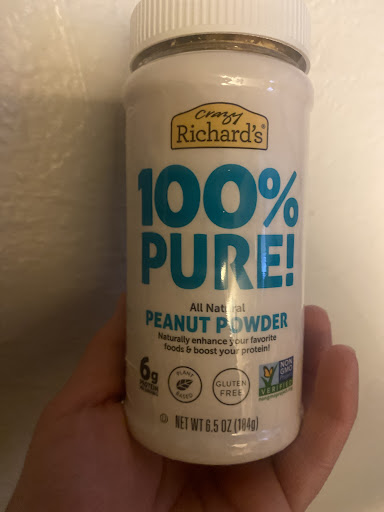 Crazy
Richard's®
100%
PURE!
All Natural
PEANUT POWDER
Naturally enhance your favorite
foods & boost your protein!
6g
PLANT
BASED
GLUTEN
FREE
NON
GMO
VERIFIED
NET WT 6.5 OZ (184g)